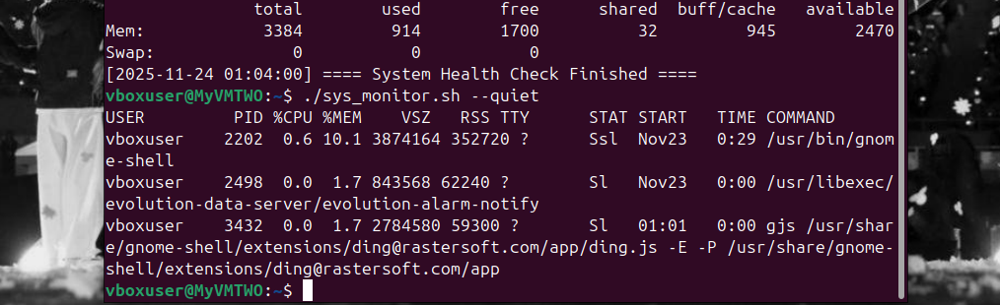 total used free shared buff/cache available
Mem: 3384 914 1700 32 945 2470
Swap: 0 0 0
[2025-11-24 01:04:00] ==== System Health Check Finished ====
vboxuser@MyVMTWO:~$ ./sys_monitor.sh --quiet
USER PID %CPU %MEM VSZ RSS TTY STAT START TIME COMMAND
vboxuser 2202 0.6 10.1 3874164 352720 ? Ssl Nov23 0:29 /usr/bin/gnom
e-shell
vboxuser 2498 0.0 1.7 843568 62240 ? Sl Nov23 0:00 /usr/libexec/
evolution-data-server/evolution-alarm-notify
vboxuser 3432 0.0 1.7 2784580 59300 ? Sl 01:01 0:00 gjs /usr/shar
e/gnome-shell/extensions/ding@rastersoft.com/app/ding.js -E -P /usr/share/gnome-
shell/extensions/ding@rastersoft.com/app
vboxuser@MyVMTWO:~$